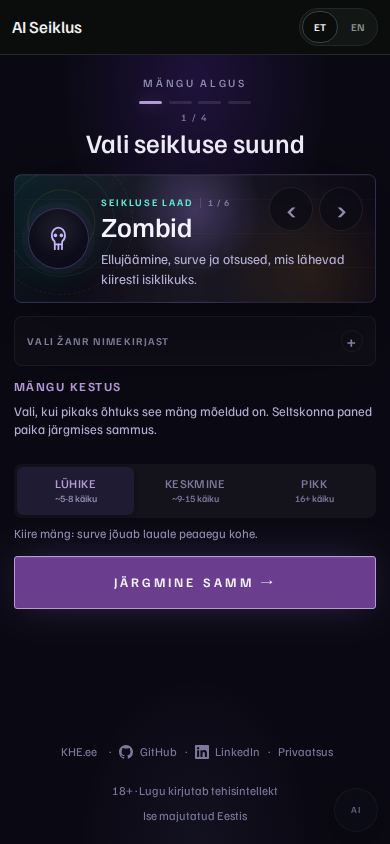 AI Seiklus
ET EN
MÄNGU ALGUS
1 / 4
Vali seikluse suund
SEIKLUSE LAAD | 1 / 6
Zombid
Ellujäämine, surve ja otsused, mis lähevad
kiiresti isiklikuks.
VALI ŽANR NIMEKIRJAST +
MÄNGU KESTUS
Vali, kui pikaks õhtuks see mäng mõeldud on. Seltskonna paned
paika järgmises sammus.
LÜHIKE KESKMINE PIKK
~5-8 käiku ~9-15 käiku 16+ käiku
Kiire mäng: surve jõuab lauale peaaegu kohe.
JÄRGMINE SAMM →
KHE.ee · GitHub · LinkedIn · Privaatsus
18+ · Lugu kirjutab tehisintellekt
Ise majutatud Eestis
AI